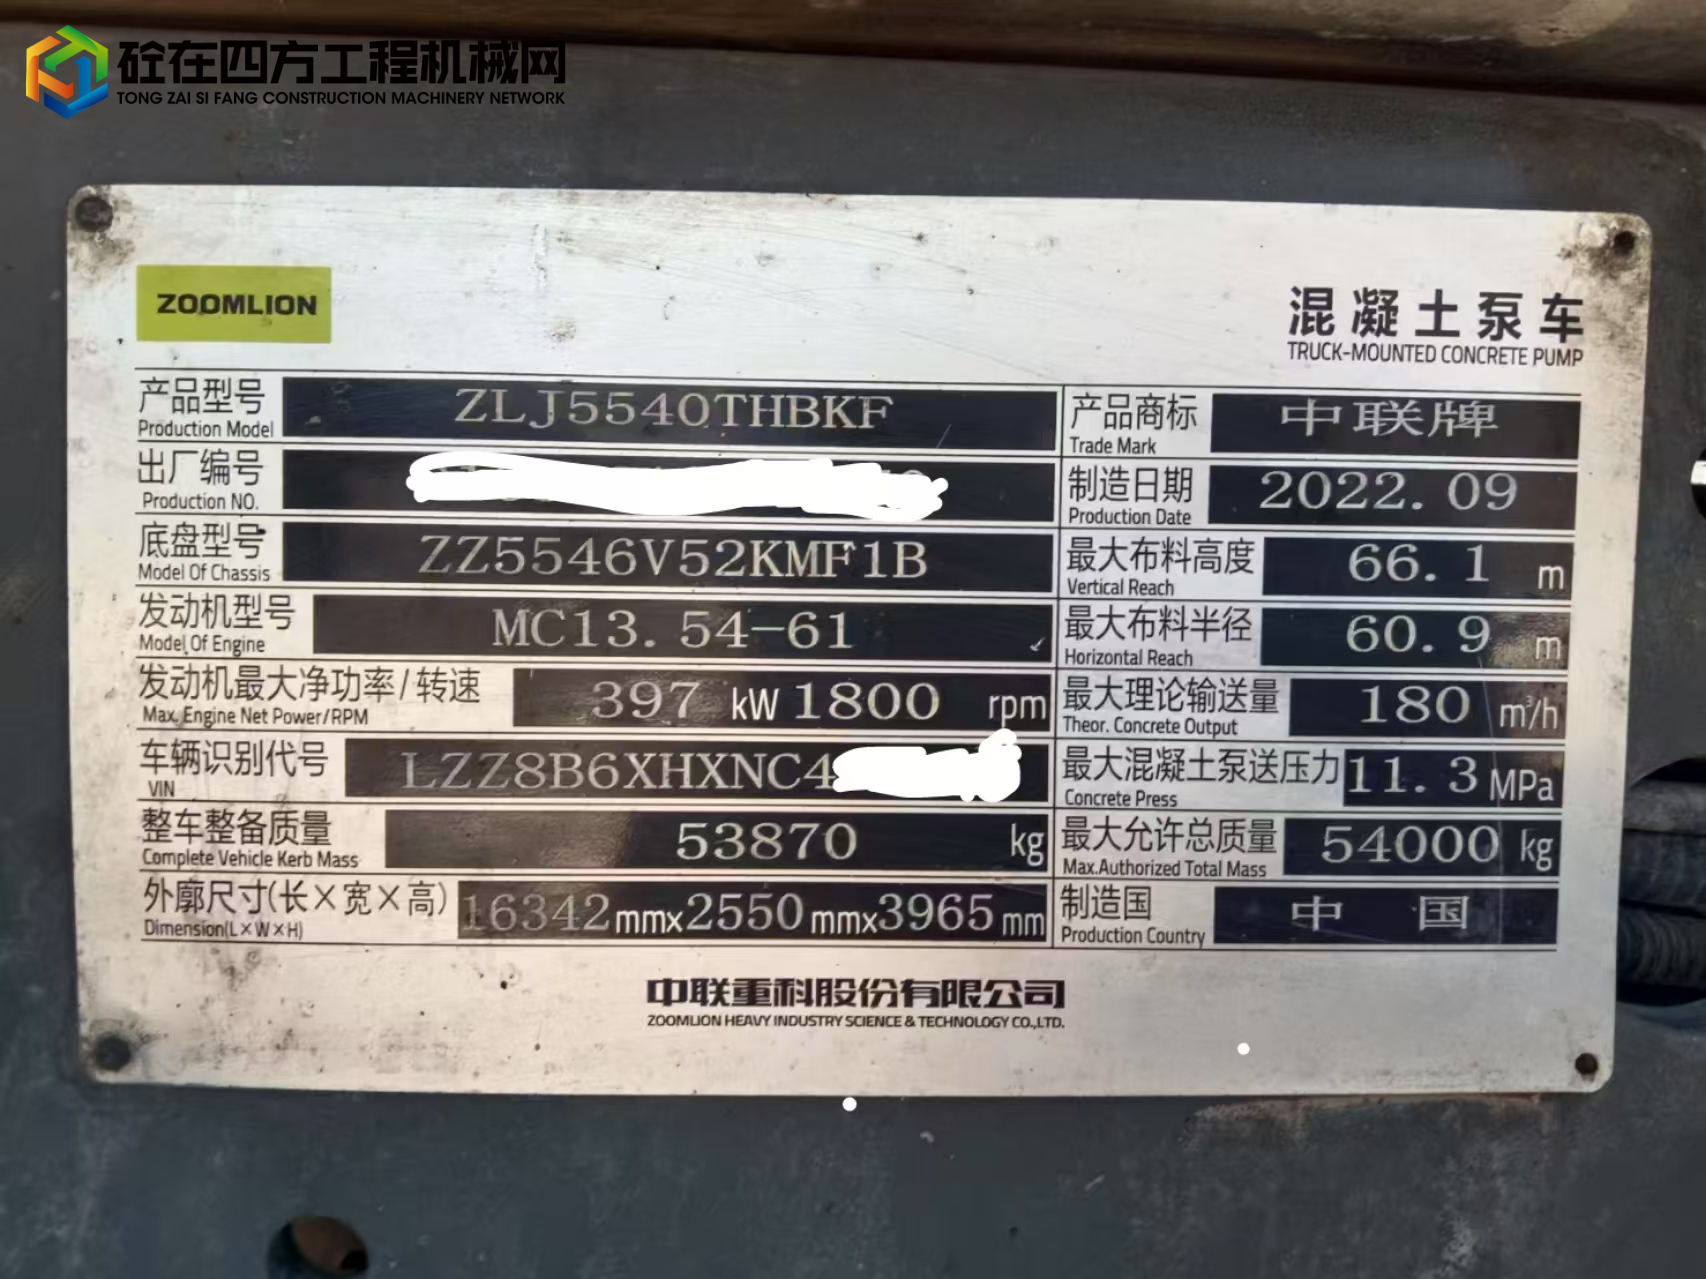 砼在四方工程机械网
TONG ZAI SI FANG CONSTRUCTION MACHINERY NETWORK
ZOOMLION
混凝土泵车
TRUCK-MOUNTED CONCRETE PUMP
产品型号 ZLJ5540THBKF
Production Model
产品商标 中联牌
Trade Mark
出厂编号
Production NO.
制造日期 2022.09
Production Date
底盘型号 ZZ5546V52KMF1B
Model Of Chassis
最大布料高度 66.1 m
Vertical Reach
发动机型号 MC13.54-61
Model Of Engine
最大布料半径 60.9 m
Horizontal Reach
发动机最大净功率/转速 397 kW 1800 rpm
Max. Engine Net Power/RPM
最大理论输送量 180 m³/h
Theor. Concrete Output
车辆识别代号 LZZ8B6XHXNC4
VIN
最大混凝土泵送压力 11.3 MPa
Concrete Press
整车整备质量 53870 kg
Complete Vehicle Kerb Mass
最大允许总质量 54000 kg
Max.Authorized Total Mass
外廓尺寸(长×宽×高) 16342mmx2550mmx3965mm
Dimension(L×W×H)
制造国 中国
Production Country
中联重科股份有限公司
ZOOMLION HEAVY INDUSTRY SCIENCE & TECHNOLOGY CO.,LTD.